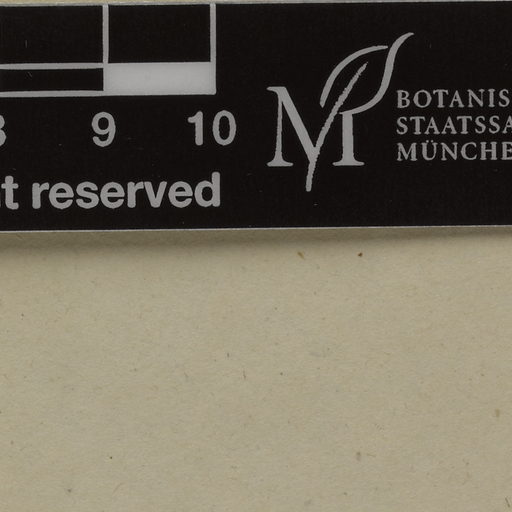 9 10
reserved
MÜNCHE
BOTANIS
STAATSSA